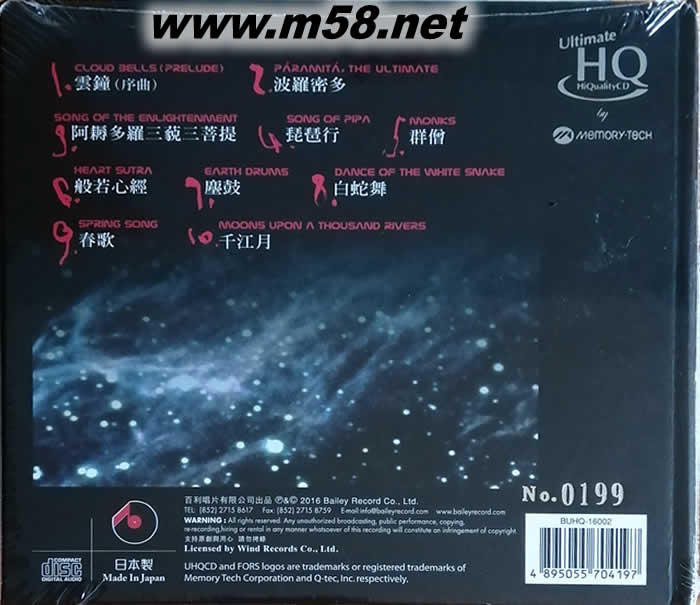 www.m58.net
Ultimate
HQ
HiQualityCD
by
MEMORY-TECH
1. CLOUD BELLS (PRELUDE)
雲鐘 (序曲)
2. PĀRAMITĀ, THE ULTIMATE
波羅密多
3. SONG OF THE ENLIGHTENMENT
阿耨多羅三藐三菩提
4. SONG OF PIPA
琵琶行
5. MONKS
群僧
6. HEART SUTRA
般若心經
7. EARTH DRUMS
塵鼓
8. DANCE OF THE WHITE SNAKE
白蛇舞
9. SPRING SONG
春歌
10. MOONS UPON A THOUSAND RIVERS
千江月
百利唱片有限公司出品 ℗&© 2016 Bailey Record Co., Ltd.
TEL: (852) 2715 8617 Fax: (852) 2715 8759 E-mail:info@baileyrecord.com www.baileyrecord.com
WARNING: All rights reserved. Any unauthorized broadcasting, public performance, copying,
re-recording, hiring or rental in any manner whatsoever of this recording will constitute an infringement of copyright.
支持原創與用心 請勿拷錄
Licensed by Wind Records Co., Ltd.
UHQCD and FORS logos are trademarks or registered trademarks of
Memory Tech Corporation and Q-tec, Inc. respectively.
COMPACT
disc
DIGITAL AUDIO
日本製
Made In Japan
No. 0199
BUHQ-16002
4 895055 704197